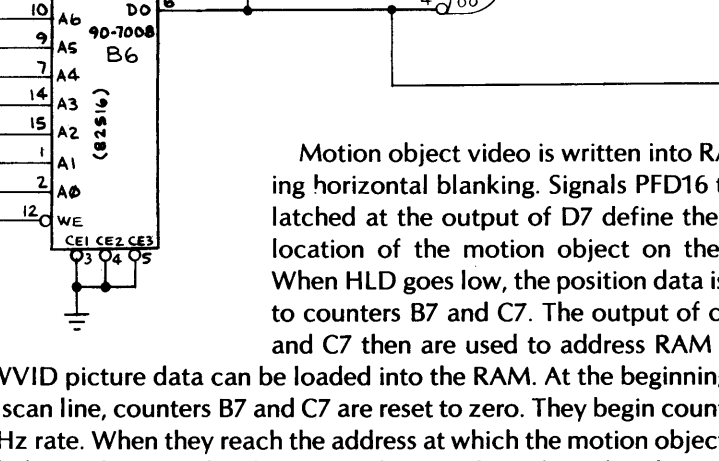 10 A6 DO 6
90-7008
9 A5
B6
7 A4
14 A3
(82S16)
15 A2
1 A1
2 AØ
12 WE
CE1 CE2 CE3
3 4 5
Motion object video is written into
ing horizontal blanking. Signals PFD16
latched at the output of D7 define the
location of the motion object on the
When HLD goes low, the position data
to counters B7 and C7. The output of
and C7 then are used to address RAM
VVID picture data can be loaded into the RAM. At the beginning
scan line, counters B7 and C7 are reset to zero. They begin
Hz rate. When they reach the address at which the motion